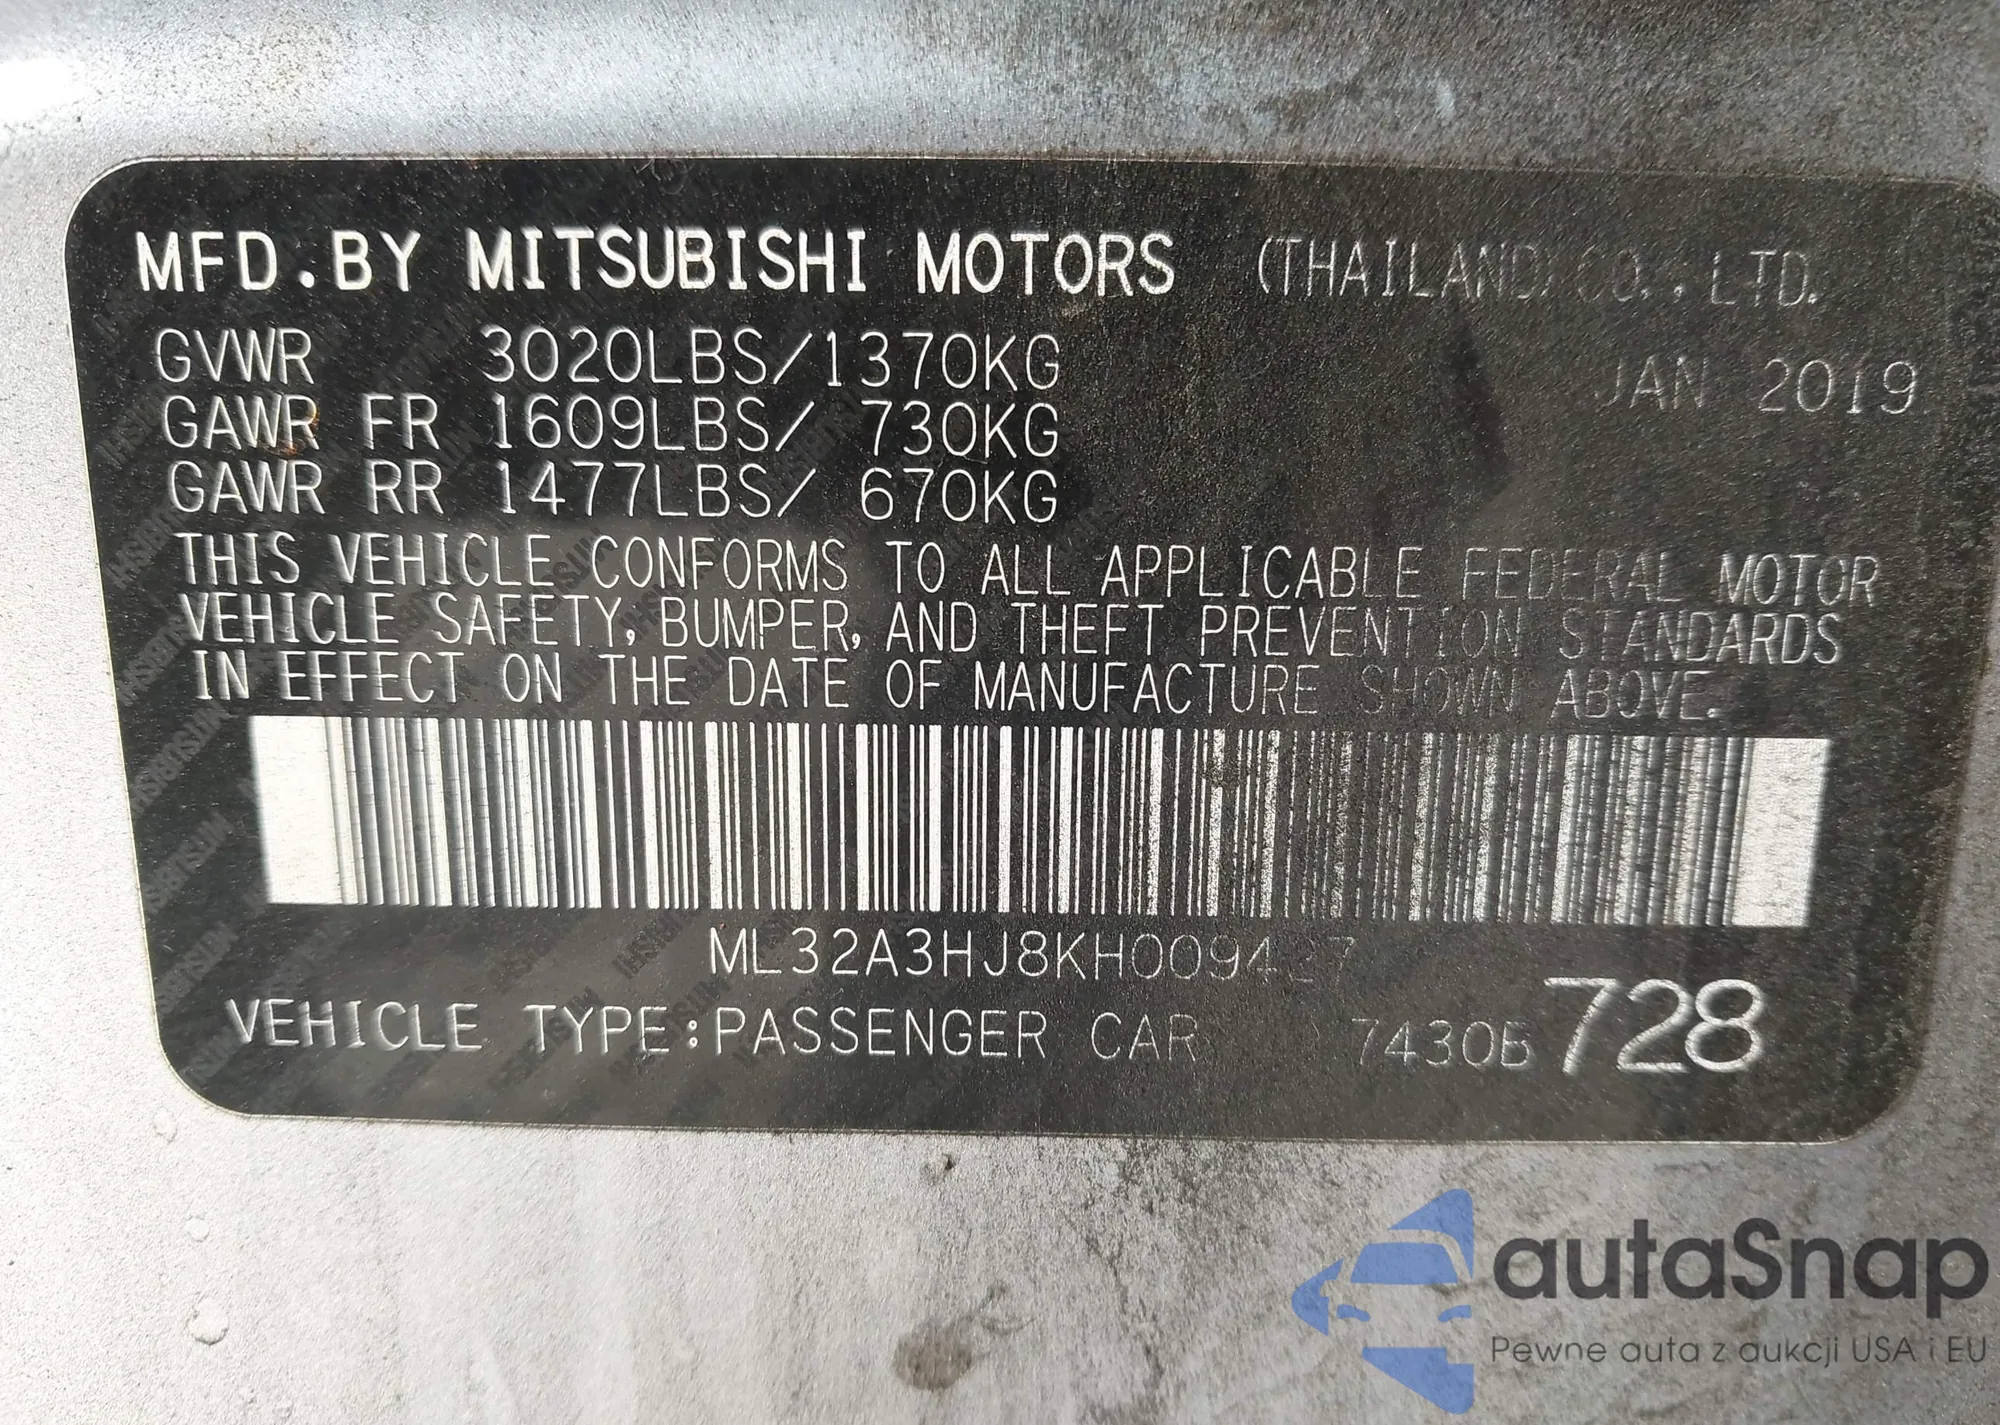 MFD.BY MITSUBISHI MOTORS (THAILAND) CO.,LTD.
GVWR 3020LBS/1370KG JAN 2019
GAWR FR 1609LBS/ 730KG
GAWR RR 1477LBS/ 670KG
THIS VEHICLE CONFORMS TO ALL APPLICABLE FEDERAL MOTOR
VEHICLE SAFETY, BUMPER, AND THEFT PREVENTION STANDARDS
IN EFFECT ON THE DATE OF MANUFACTURE SHOWN ABOVE.
ML32A3HJ8KH009427
VEHICLE TYPE:PASSENGER CAR 7430B 728
autaSnap
Pewne auta z aukcji USA i EU